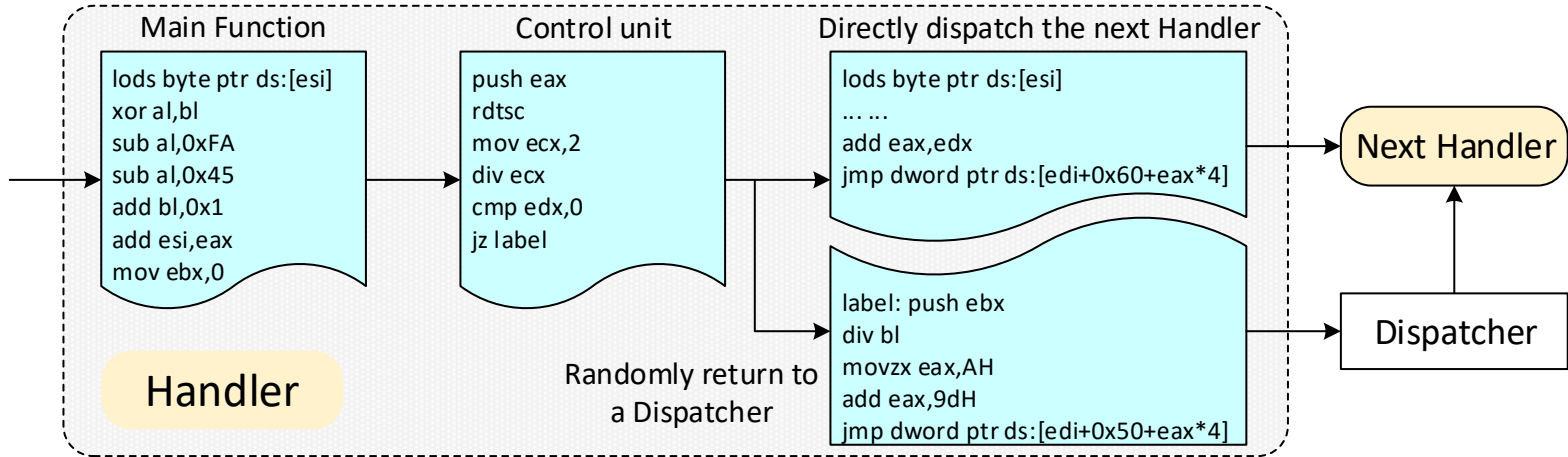 Main Function
lods byte ptr ds:[esi]
xor al,bl
sub al,0xFA
sub al,0x45
add bl,0x1
add esi,eax
mov ebx,0
Handler
Control unit
push eax
rdtsc
mov ecx,2
div ecx
cmp edx,0
jz label
Directly dispatch the next Handler
lods byte ptr ds:[esi]
... ...
add eax,edx
jmp dword ptr ds:[edi+0x60+eax*4]
Randomly return to
a Dispatcher
label: push ebx
div bl
movzx eax,AH
add eax,9dH
jmp dword ptr ds:[edi+0x50+eax*4]
Next Handler
Dispatcher